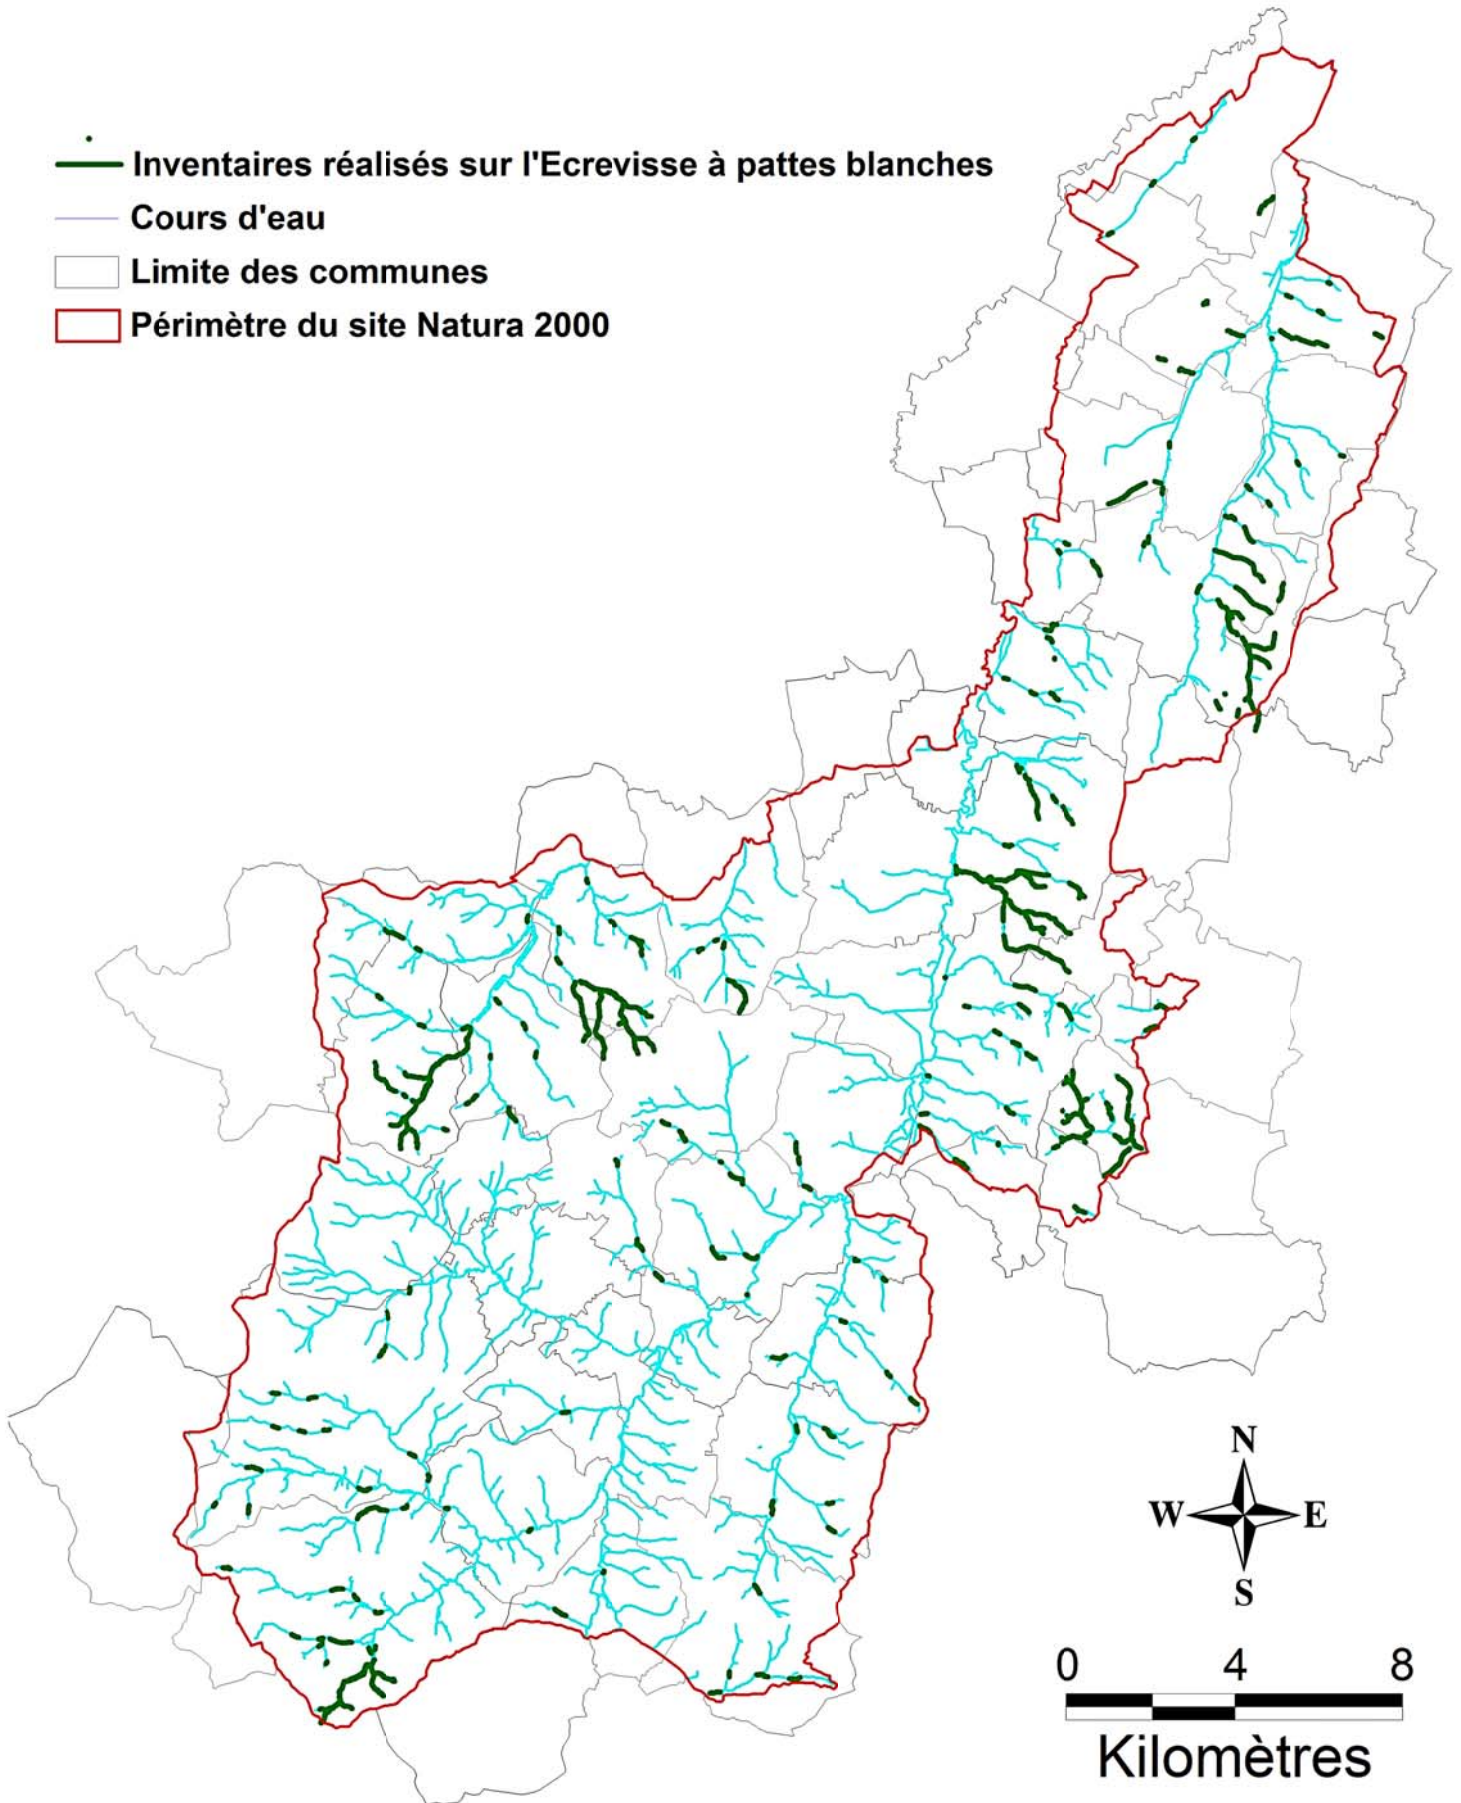 Inventaires réalisés sur l'Ecrevisse à pattes blanches
Cours d'eau
Limite des communes
Périmètre du site Natura 2000
N
W E
S
0 4 8
Kilomètres